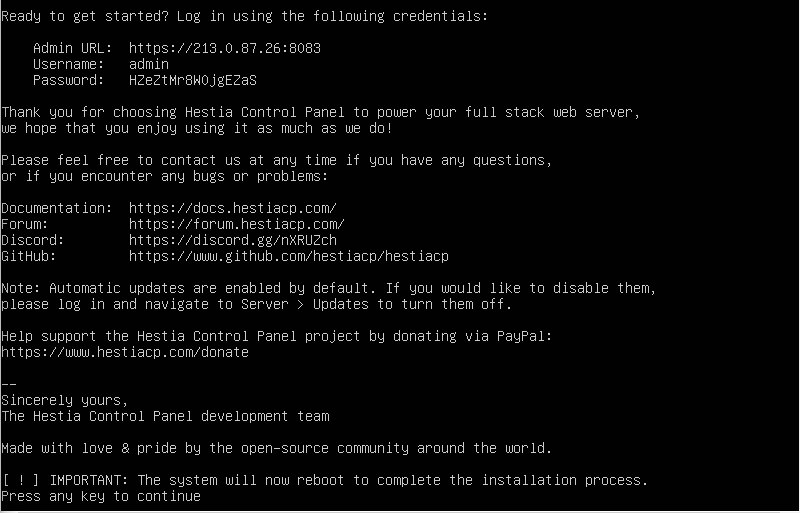 Ready to get started? Log in using the following credentials:
Admin URL: https://213.0.87.26:8083
Username: admin
Password: HZeZtMr8W0jgEZaS
Thank you for choosing Hestia Control Panel to power your full stack web server,
we hope that you enjoy using it as much as we do!
Please feel free to contact us at any time if you have any questions,
or if you encounter any bugs or problems:
Documentation: https://docs.hestiacp.com/
Forum: https://forum.hestiacp.com/
Discord: https://discord.gg/nXRUZch
GitHub: https://www.github.com/hestiacp/hestiacp
Note: Automatic updates are enabled by default. If you would like to disable them,
please log in and navigate to Server > Updates to turn them off.
Help support the Hestia Control Panel project by donating via PayPal:
https://www.hestiacp.com/donate
--
Sincerely yours,
The Hestia Control Panel development team
Made with love & pride by the open-source community around the world.
[ ! ] IMPORTANT: The system will now reboot to complete the installation process.
Press any key to continue